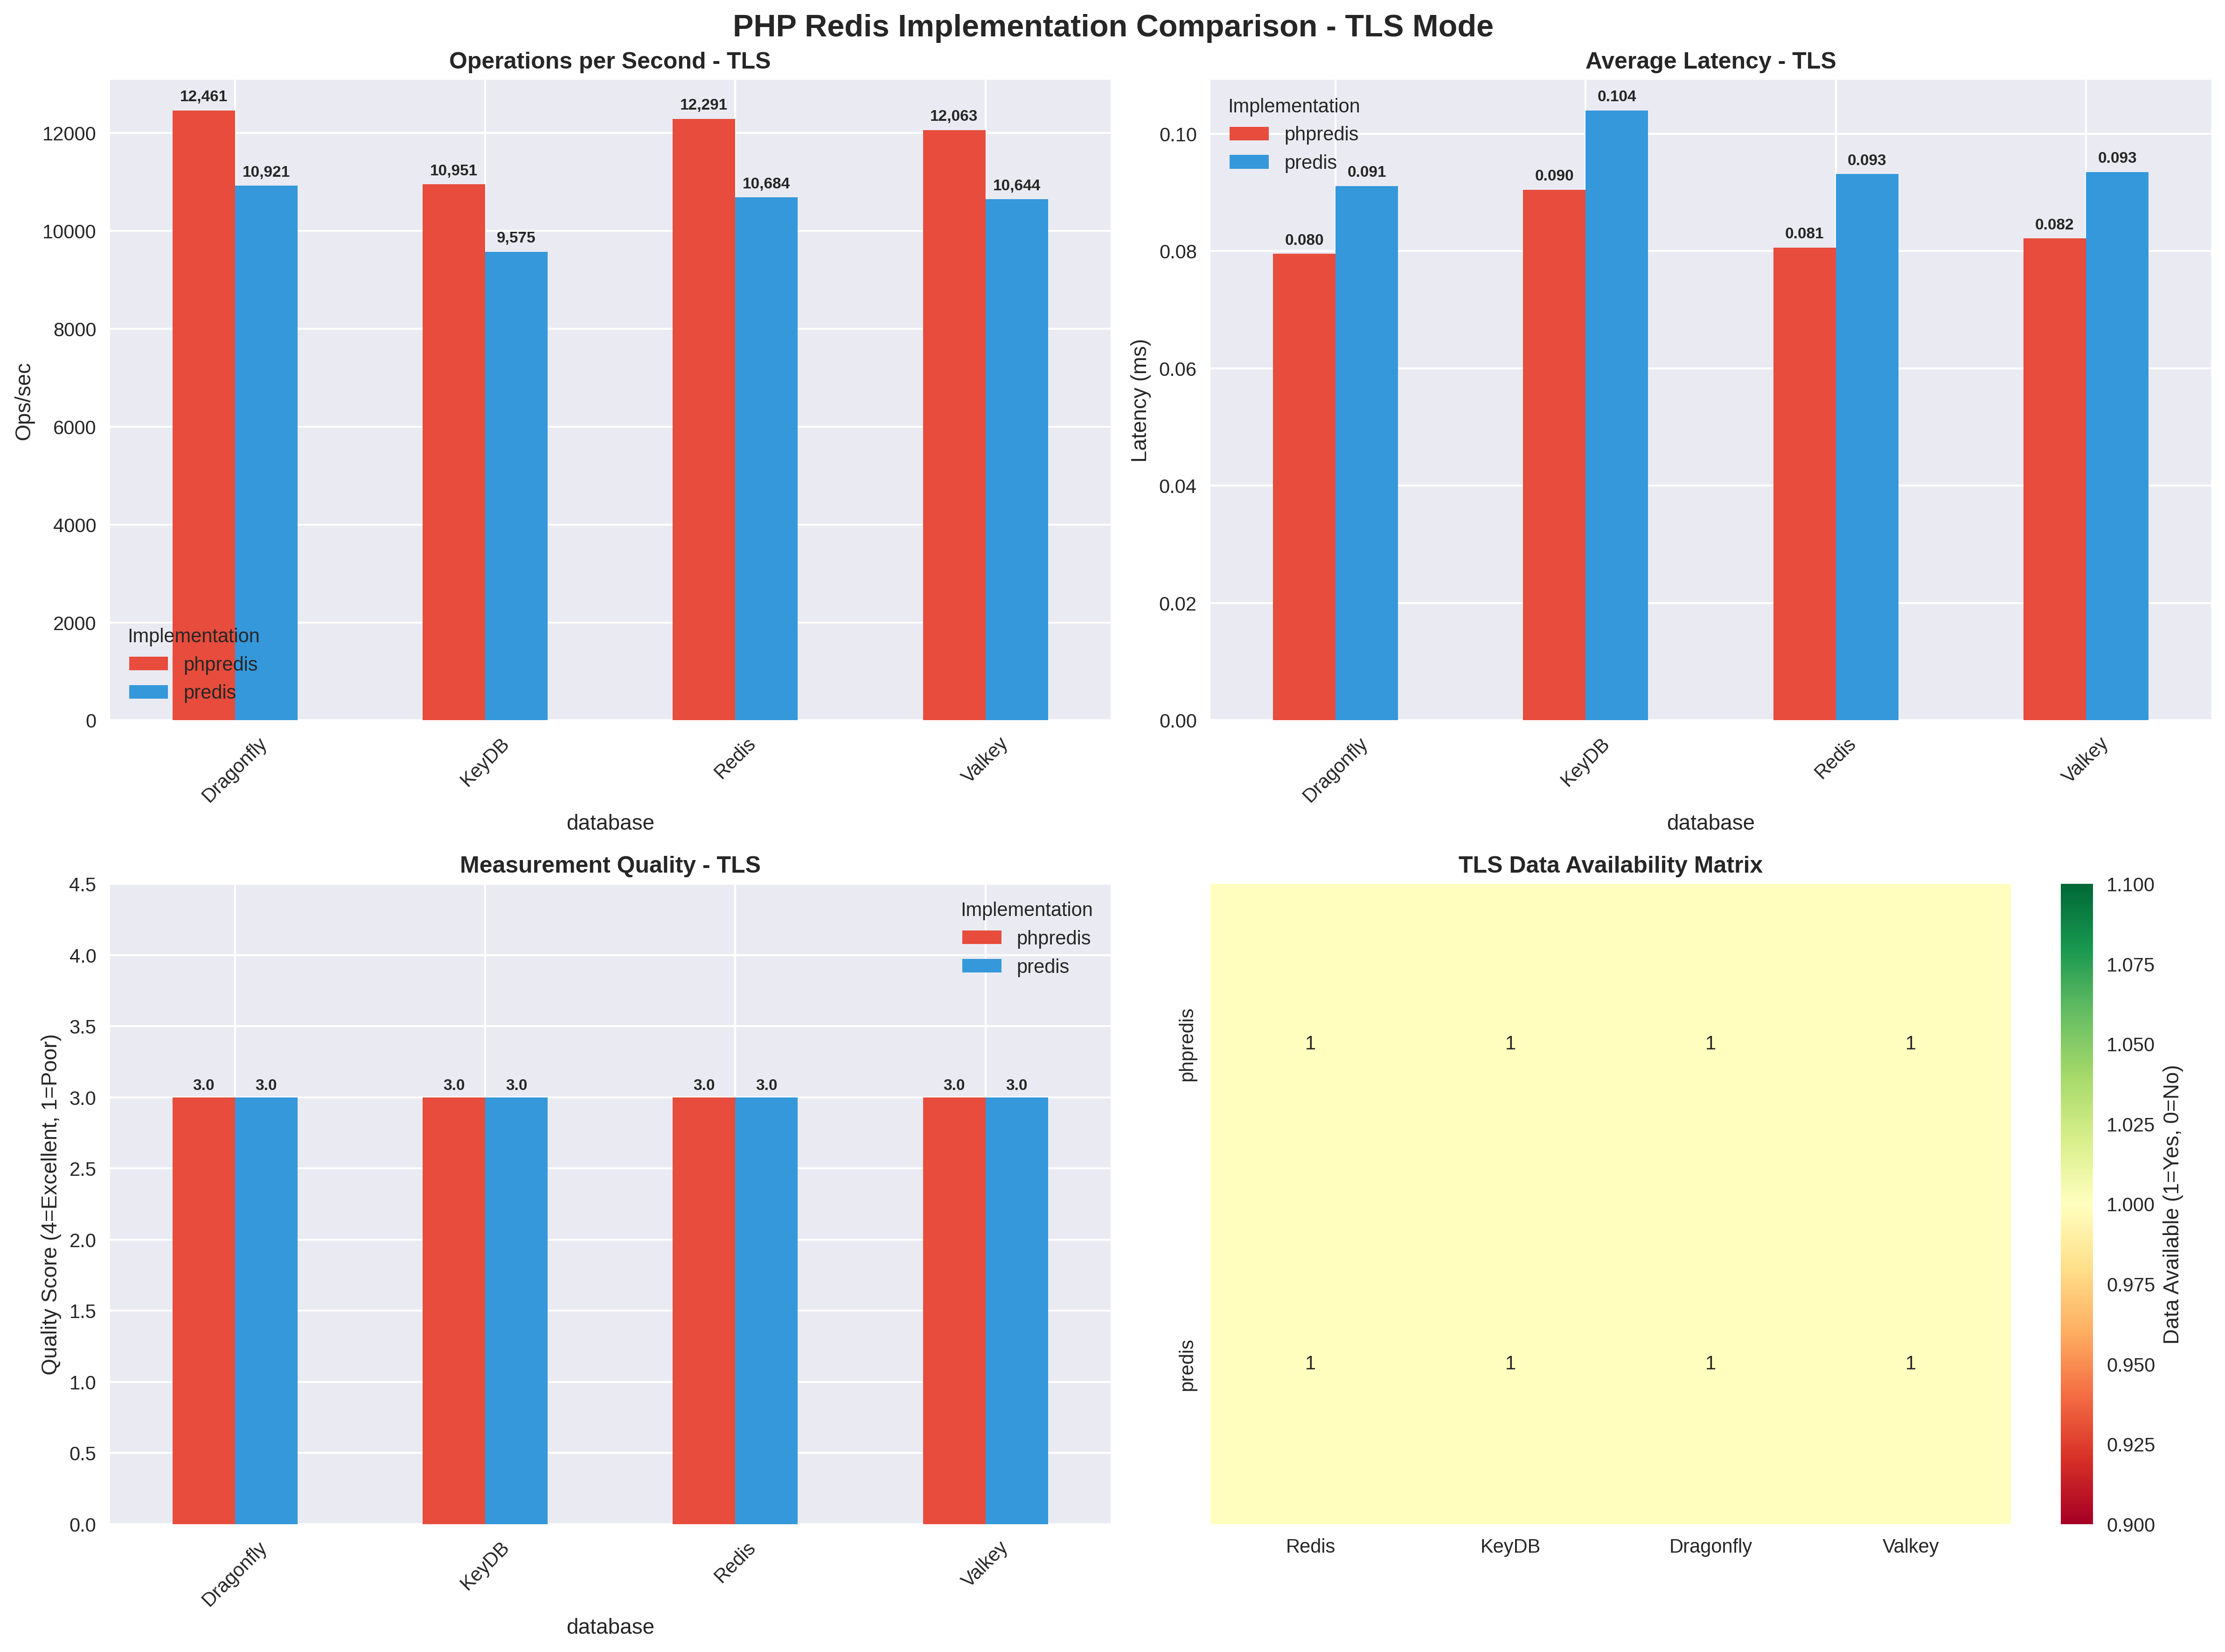 PHP Redis Implementation Comparison - TLS Mode
Operations per Second - TLS
Ops/sec
12000
10000
8000
6000
4000
2000
0
12,461
10,921
10,951
9,575
12,291
10,684
12,063
10,644
Implementation
phpredis
predis
Dragonfly
KeyDB
Redis
Valkey
database
Average Latency - TLS
Latency (ms)
0.10
0.08
0.06
0.04
0.02
0.00
Implementation
phpredis
predis
0.080
0.091
0.090
0.104
0.081
0.093
0.082
0.093
Dragonfly
KeyDB
Redis
Valkey
database
Measurement Quality - TLS
Quality Score (4=Excellent, 1=Poor)
4.5
4.0
3.5
3.0
2.5
2.0
1.5
1.0
0.5
0.0
Implementation
phpredis
predis
3.0
3.0
3.0
3.0
3.0
3.0
3.0
3.0
Dragonfly
KeyDB
Redis
Valkey
database
TLS Data Availability Matrix
phpredis
1 1 1 1
predis
1 1 1 1
Redis
KeyDB
Dragonfly
Valkey
1.100
1.075
1.050
1.025
1.000
0.975
0.950
0.925
0.900
Data Available (1=Yes, 0=No)